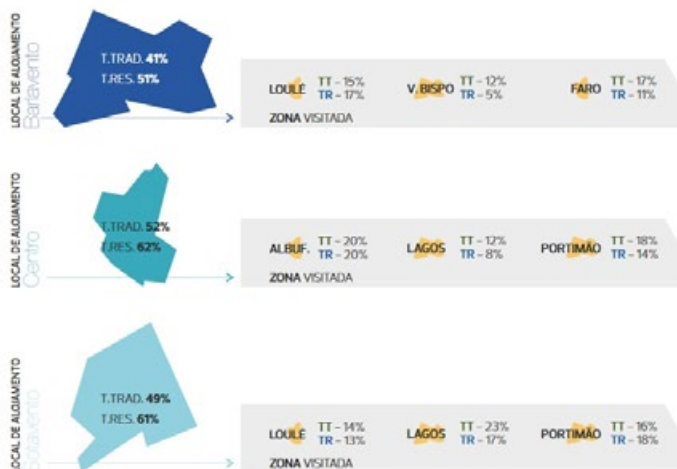 LOCAL DE ALOJAMENTO
Barlavento
T.TRAD. 41%
T.RES. 51%
LOULÉ TT – 15%
TR – 17%
V. BISPO TT – 12%
TR – 5%
FARO TT – 17%
TR – 11%
ZONA VISITADA
LOCAL DE ALOJAMENTO
Centro
T.TRAD. 52%
T.RES. 62%
ALBUF. TT – 20%
TR – 20%
LAGOS TT – 12%
TR – 8%
PORTIMÃO TT – 18%
TR – 14%
ZONA VISITADA
LOCAL DE ALOJAMENTO
Sotavento
T.TRAD. 49%
T.RES. 61%
LOULÉ TT – 14%
TR – 13%
LAGOS TT – 23%
TR – 17%
PORTIMÃO TT – 16%
TR – 18%
ZONA VISITADA